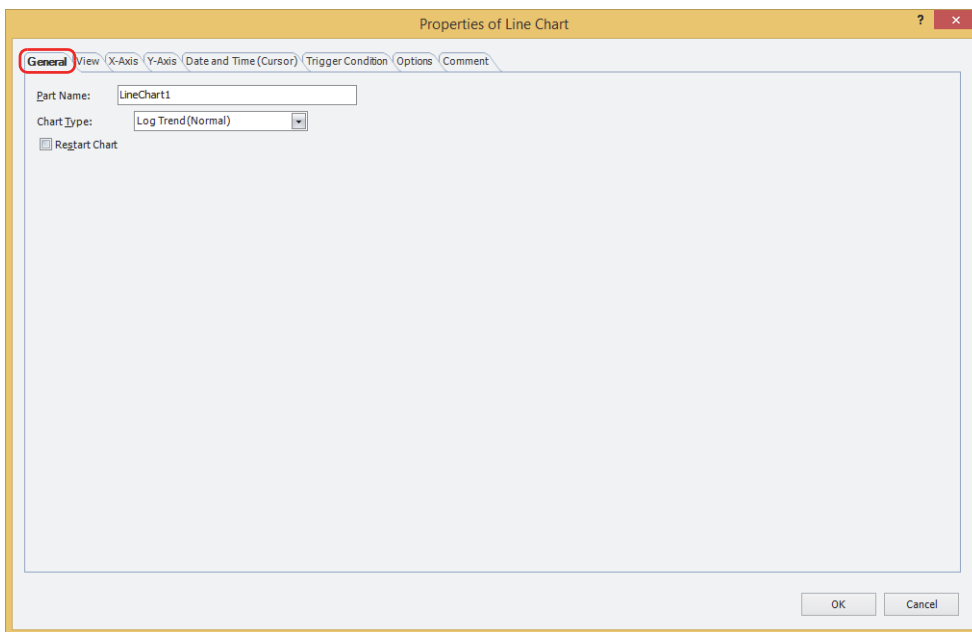 Properties of Line Chart
?
General View X-Axis Y-Axis Date and Time (Cursor) Trigger Condition Options Comment
Part Name: LineChart1
Chart Type: Log Trend(Normal)
Restart Chart
OK Cancel